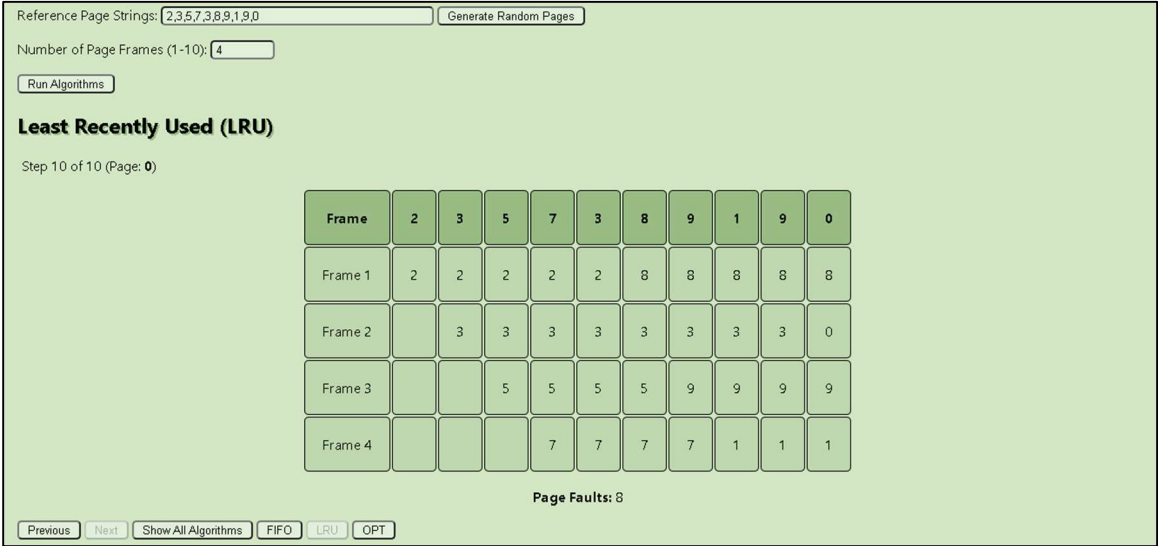 Reference Page Strings: 2,3,5,7,3,8,9,1,9,0 Generate Random Pages
Number of Page Frames (1-10): 4
Run Algorithms
Least Recently Used (LRU)
Step 10 of 10 (Page: 0)
Frame 2 3 5 7 3 8 9 1 9 0
Frame 1 2 2 2 2 2 8 8 8 8 8
Frame 2 3 3 3 3 3 3 3 3 0
Frame 3 5 5 5 5 9 9 9 9
Frame 4 7 7 7 7 1 1 1
Page Faults: 8
Previous Next Show All Algorithms FIFO LRU OPT